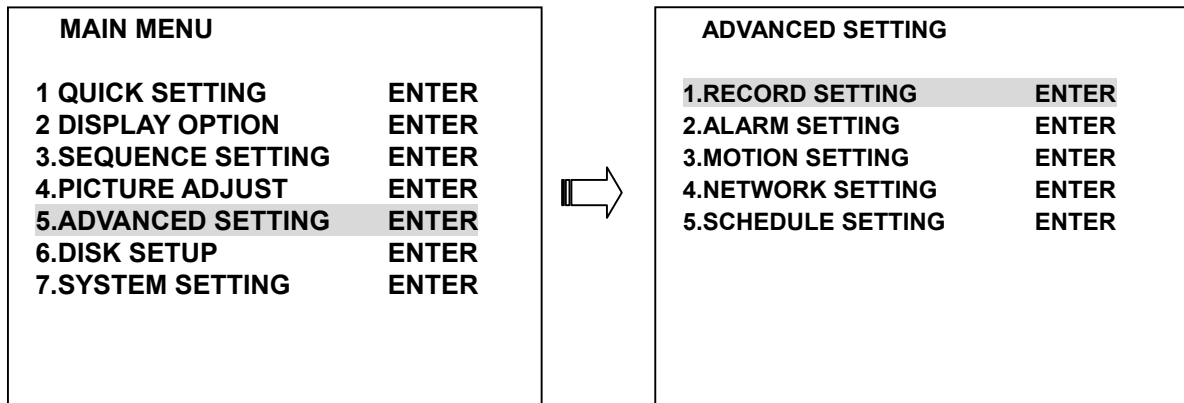 MAIN MENU
1 QUICK SETTING ENTER
2 DISPLAY OPTION ENTER
3.SEQUENCE SETTING ENTER
4.PICTURE ADJUST ENTER
5.ADVANCED SETTING ENTER
6.DISK SETUP ENTER
7.SYSTEM SETTING ENTER
ADVANCED SETTING
1.RECORD SETTING ENTER
2.ALARM SETTING ENTER
3.MOTION SETTING ENTER
4.NETWORK SETTING ENTER
5.SCHEDULE SETTING ENTER